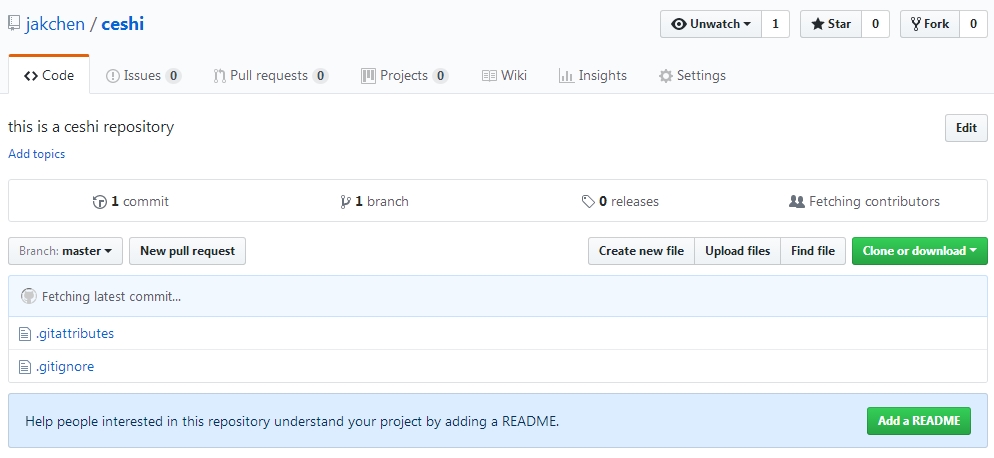 jakchen / ceshi Unwatch 1 Star 0 Fork 0
Code Issues 0 Pull requests 0 Projects 0 Wiki Insights Settings
this is a ceshi repository Edit
Add topics
1 commit 1 branch 0 releases Fetching contributors
Branch: master New pull request Create new file Upload files Find file Clone or download
Fetching latest commit...
.gitattributes
.gitignore
Help people interested in this repository understand your project by adding a README. Add a README